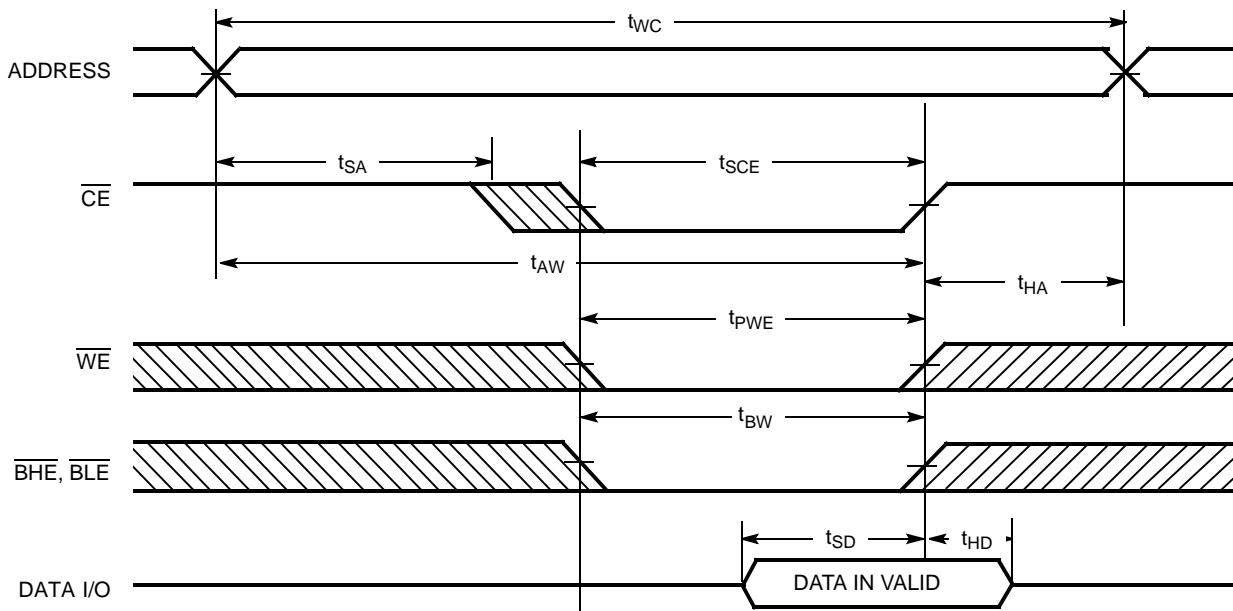 tWC
ADDRESS
tSA
tSCE
CE
tAW
tHA
tPWE
WE
tBW
BHE, BLE
tSD
tHD
DATA I/O
DATA IN VALID